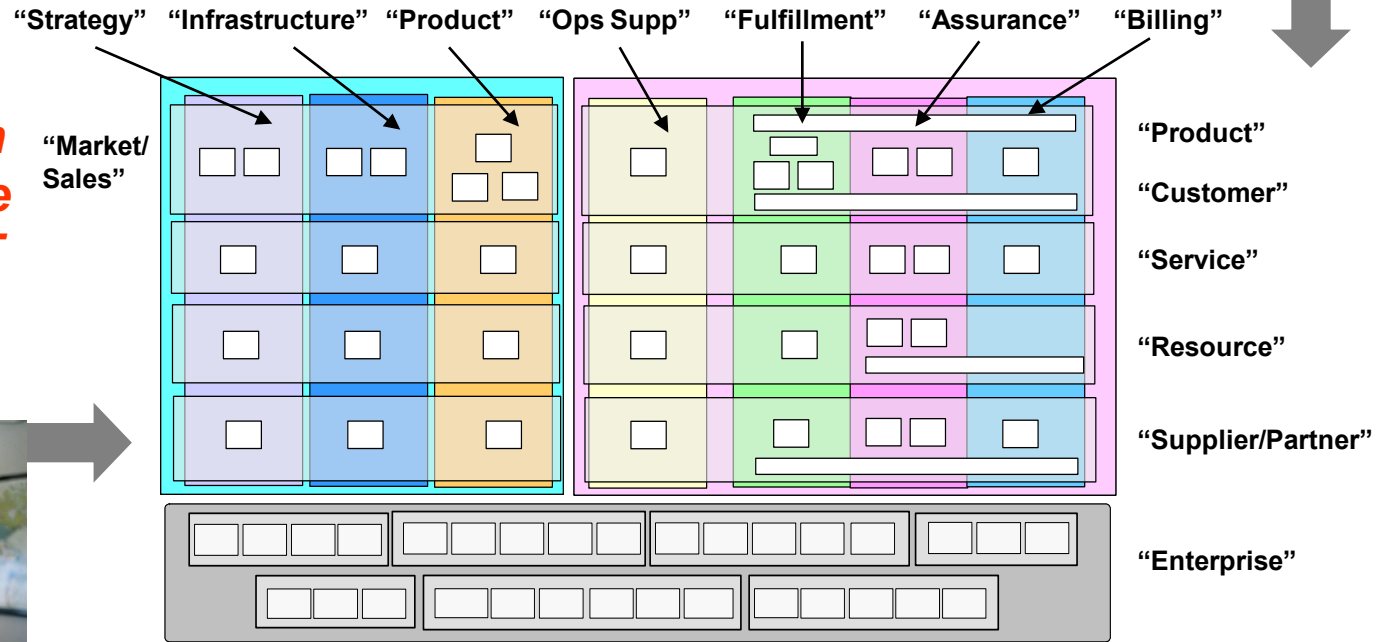 “Strategy” “Infrastructure” “Product” “Ops Supp” “Fulfillment” “Assurance” “Billing”
“Market/
Sales”
“Product”
“Customer”
“Service”
“Resource”
“Supplier/Partner”
“Enterprise”